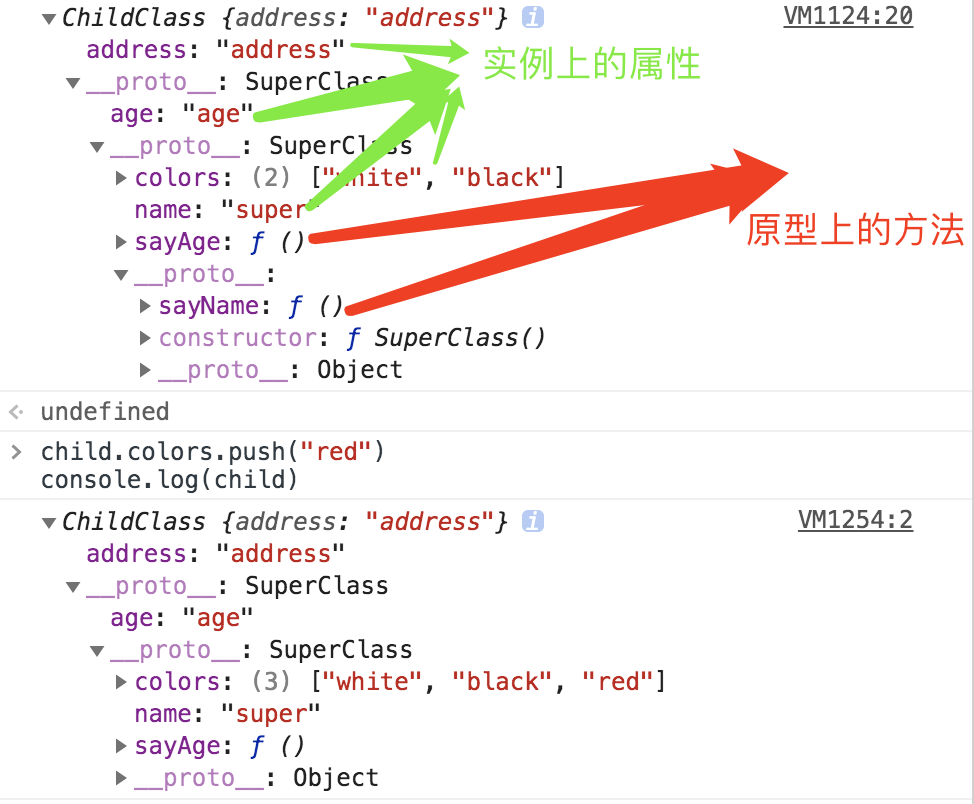 ChildClass {address: "address"} i VM1124:20
address: "address"
实例上的属性
__proto__: SuperClass
age: "age"
__proto__: SuperClass
colors: (2) ["white", "black"]
name: "super"
原型上的方法
sayAge: ƒ ()
__proto__:
sayName: ƒ ()
constructor: ƒ SuperClass()
__proto__: Object
undefined
child.colors.push("red")
console.log(child)
ChildClass {address: "address"} i VM1254:2
address: "address"
__proto__: SuperClass
age: "age"
__proto__: SuperClass
colors: (3) ["white", "black", "red"]
name: "super"
sayAge: ƒ ()
__proto__: Object